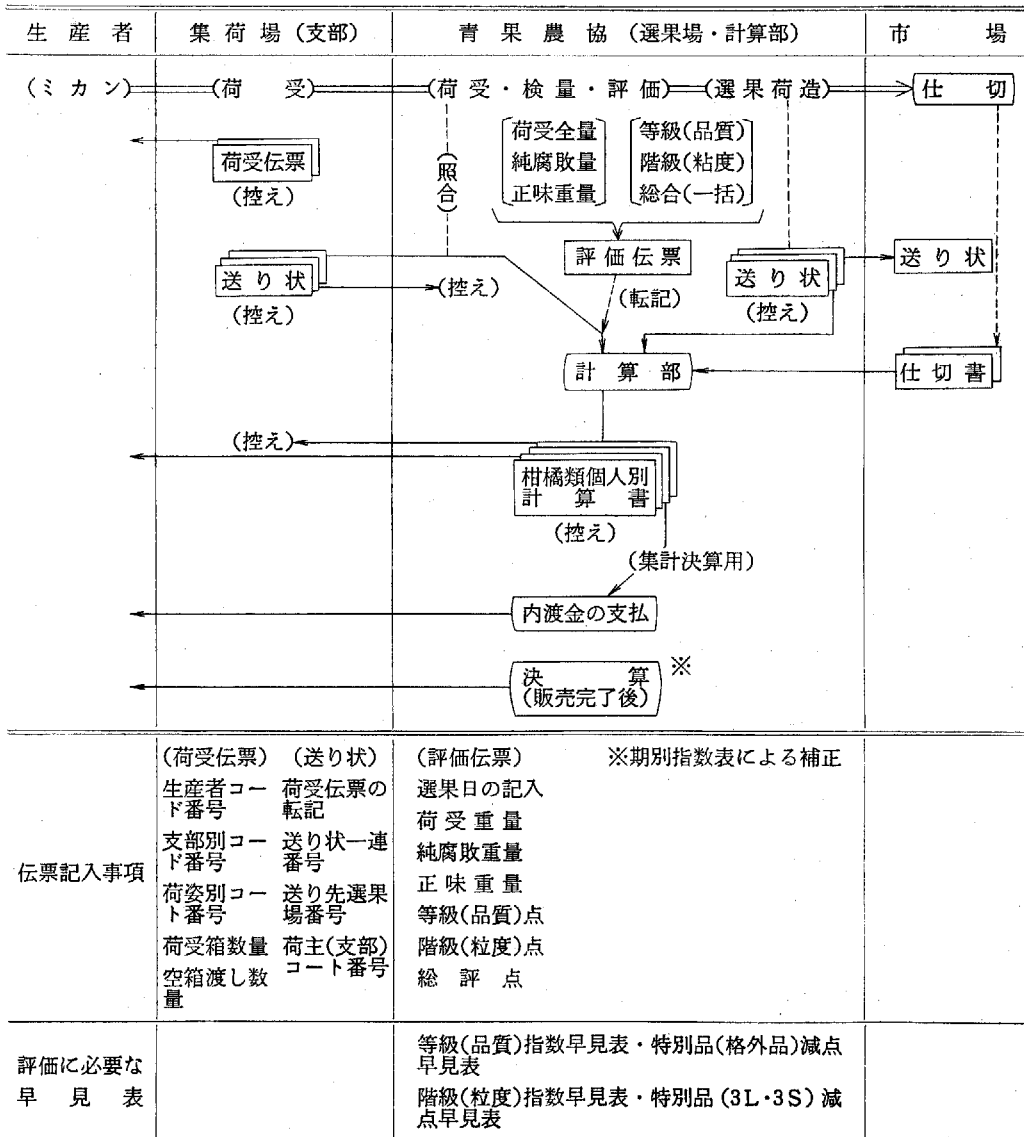 生産者 集荷場(支部) 青果農協(選果場・計算部) 市場
(ミカン) (荷受) (荷受・検量・評価) (選果荷造) 仕切
荷受全量 等級(品質)
荷受伝票 (照合) 純腐敗量 階級(粘度)
(控え) 正味重量 総合(一括)
評価伝票 送り状
送り状 (控え) (転記) 送り状
(控え) (控え)
計算部 仕切書
(控え)
柑橘類個人別
計算書
(控え)
(集計決算用)
内渡金の支払
決算 ※
(販売完了後)
伝票記入事項
(荷受伝票)
生産者コー
ド番号
支部別コー
ド番号
荷姿別コー
ト番号
荷受箱数量
空箱渡し数
量
(送り状)
荷受伝票の
転記
送り状一連
番号
送り先選果
場番号
荷主(支部)
コート番号
(評価伝票) ※期別指数表による補正
選果日の記入
荷受重量
純腐敗重量
正味重量
等級(品質)点
階級(粒度)点
総評点
評価に必要な
早見表
等級(品質)指数早見表・特別品(格外品)減点
早見表
階級(粒度)指数早見表・特別品(3L・3S)減
点早見表